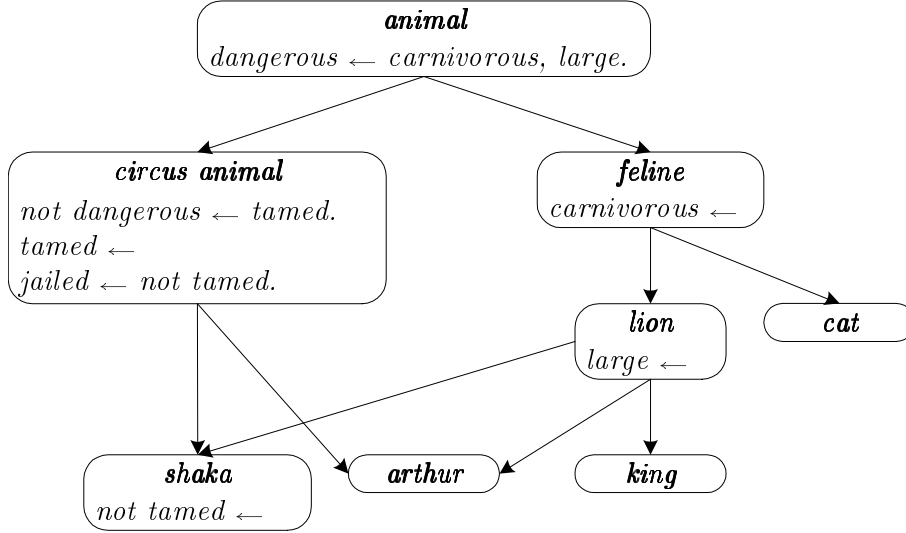 animal
dangerous ← carnivorous, large.
circus animal
not dangerous ← tamed.
tamed ←
jailed ← not tamed.
feline
carnivorous ←
lion
large ←
cat
shaka
not tamed ←
arthur
king